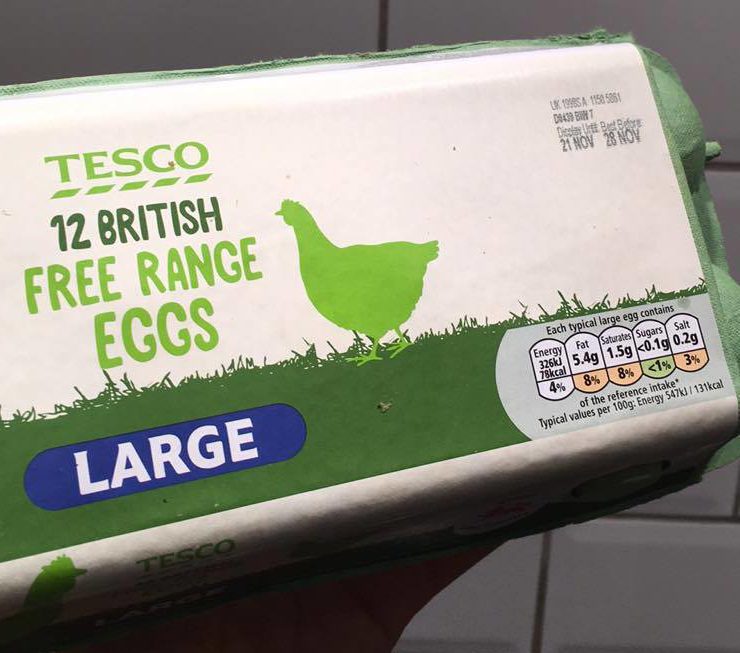 TESCO
12 BRITISH
FREE RANGE
EGGS
LARGE
Display Until Best Before
21 NOV 28 NOV
Each typical large egg contains
Energy 326kJ 78kcal 4%
Fat 5.4g 8%
Saturates 1.5g 8%
Sugars <0.1g <1%
Salt 0.2g 3%
of the reference intake*
Typical values per 100g: Energy 547kJ / 131kcal
TESCO